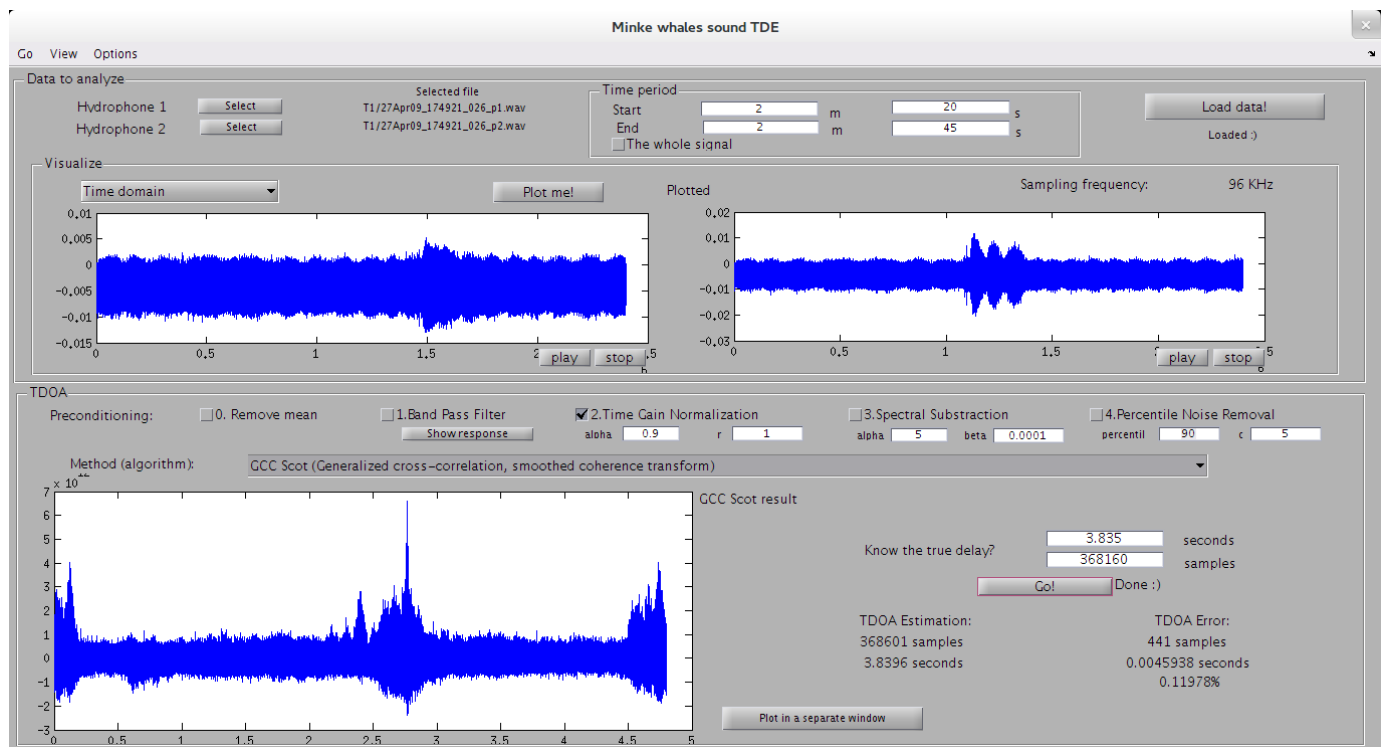 Minke whales sound TDE
Go View Options
Data to analyze
Selected file
Hydrophone 1 Select T1/27Apr09_174921_026_p1.wav
Hydrophone 2 Select T1/27Apr09_174921_026_p2.wav
Time period
Start 2 m 20 s
End 2 m 45 s
The whole signal
Load data!
Loaded :)
Visualize
Time domain Plot me! Plotted Sampling frequency: 96 KHz
0.01
0.005
0
-0.005
-0.01
-0.015
0 0.5 1 1.5 2 play stop .5
0.02
0.01
0
-0.01
-0.02
-0.03
0 0.5 1 1.5 play stop 5
TDOA
Preconditioning: 0. Remove mean 1.Band Pass Filter 2.Time Gain Normalization 3.Spectral Substraction 4.Percentile Noise Removal
Show response alpha 0.9 r 1 alpha 5 beta 0.0001 percentil 90 c 5
Method (algorithm): GCC Scot (Generalized cross-correlation, smoothed coherence transform)
x 10
7
6
5
4
3
2
1
0
-1
-2
-3
0 0.5 1 1.5 2 2.5 3 3.5 4 4.5 5
GCC Scot result
Know the true delay? 3.835 seconds
368160 samples
Go! Done :)
TDOA Estimation: TDOA Error:
368601 samples 441 samples
3.8396 seconds 0.0045938 seconds
0.11978%
Plot in a separate window